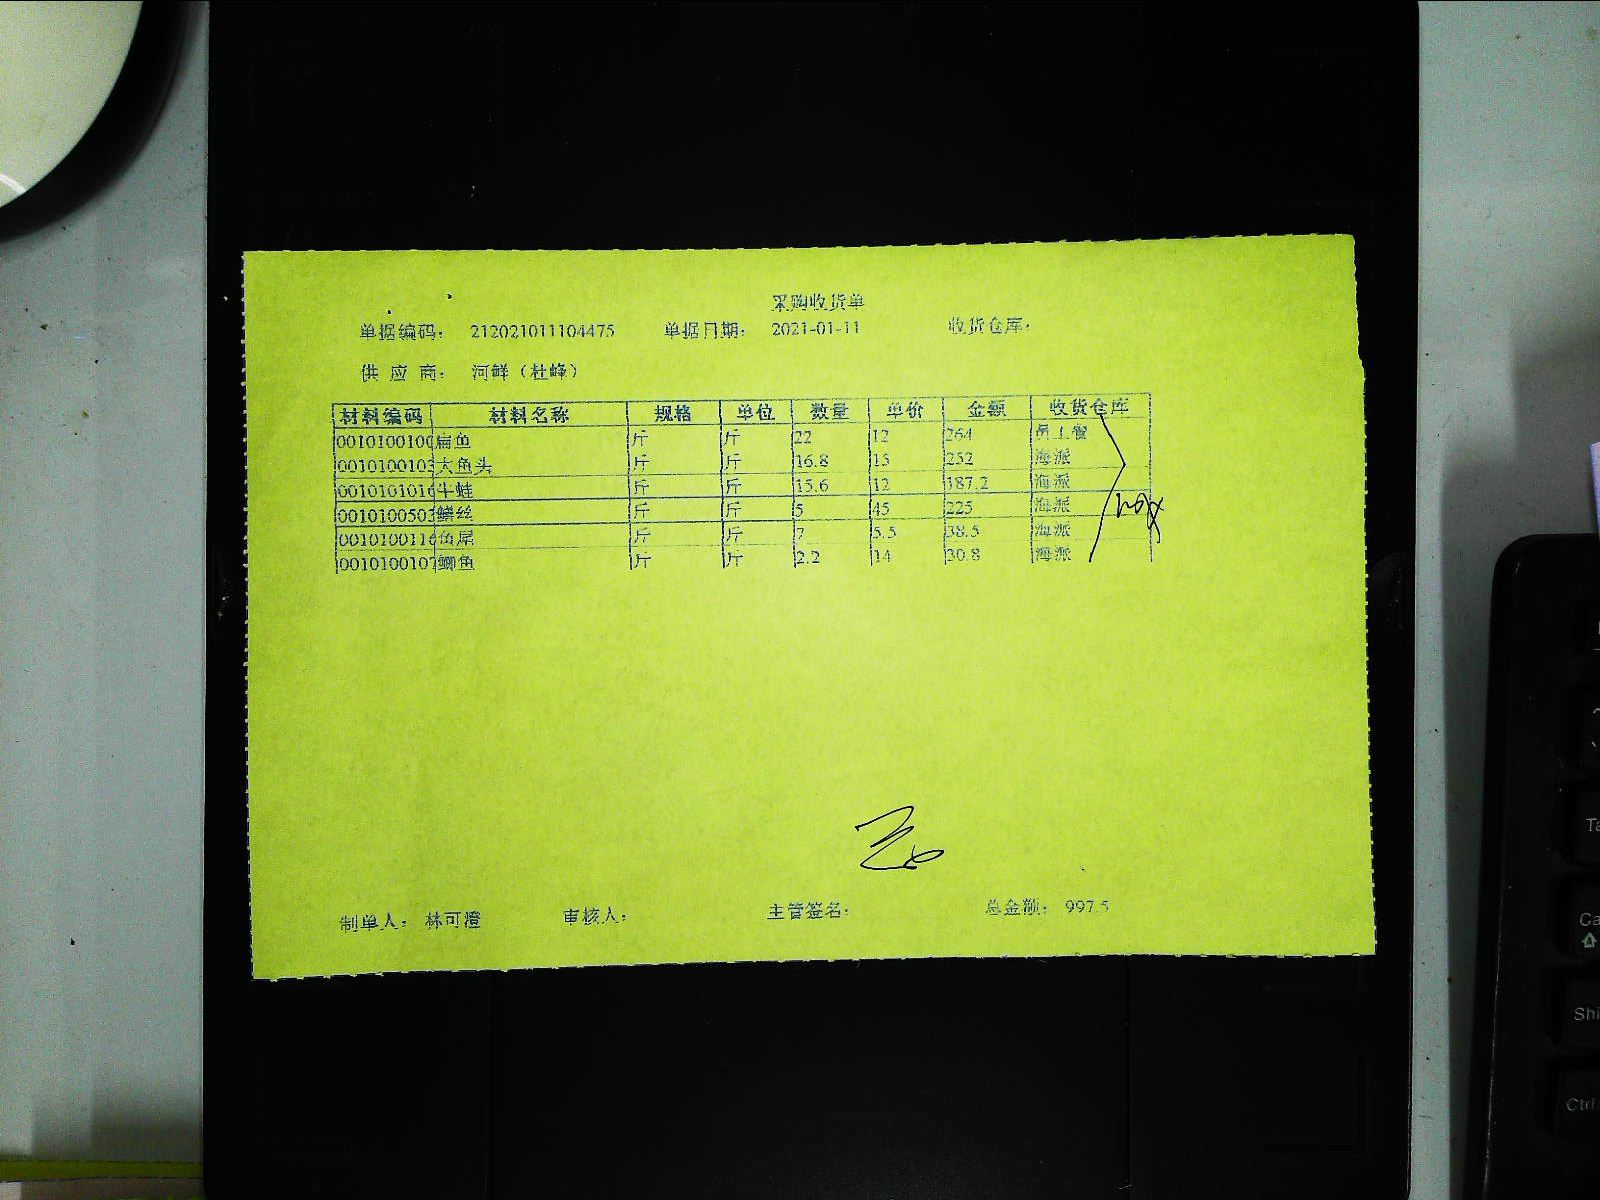 采购收货单
单据编码： 212021011104475 单据日期： 2021-01-11 收货仓库：
供 应 商： 河鲜（杜峰）
材料编码 材料名称 规格 单位 数量 单价 金额 收货仓库
0010100100 扁鱼 斤 斤 22 12 264 员工餐
0010100103 大鱼头 斤 斤 16.8 15 252 海派
0010101016 牛蛙 斤 斤 15.6 12 187.2 海派
0010100503 鳝丝 斤 斤 5 45 225 海派
0010100116 鱼尾 斤 斤 7 5.5 38.5 海派
0010100107 鲫鱼 斤 斤 2.2 14 30.8 海派
制单人： 林可澄 审核人： 主管签名： 总金额： 997.5
Shi
Ctrl